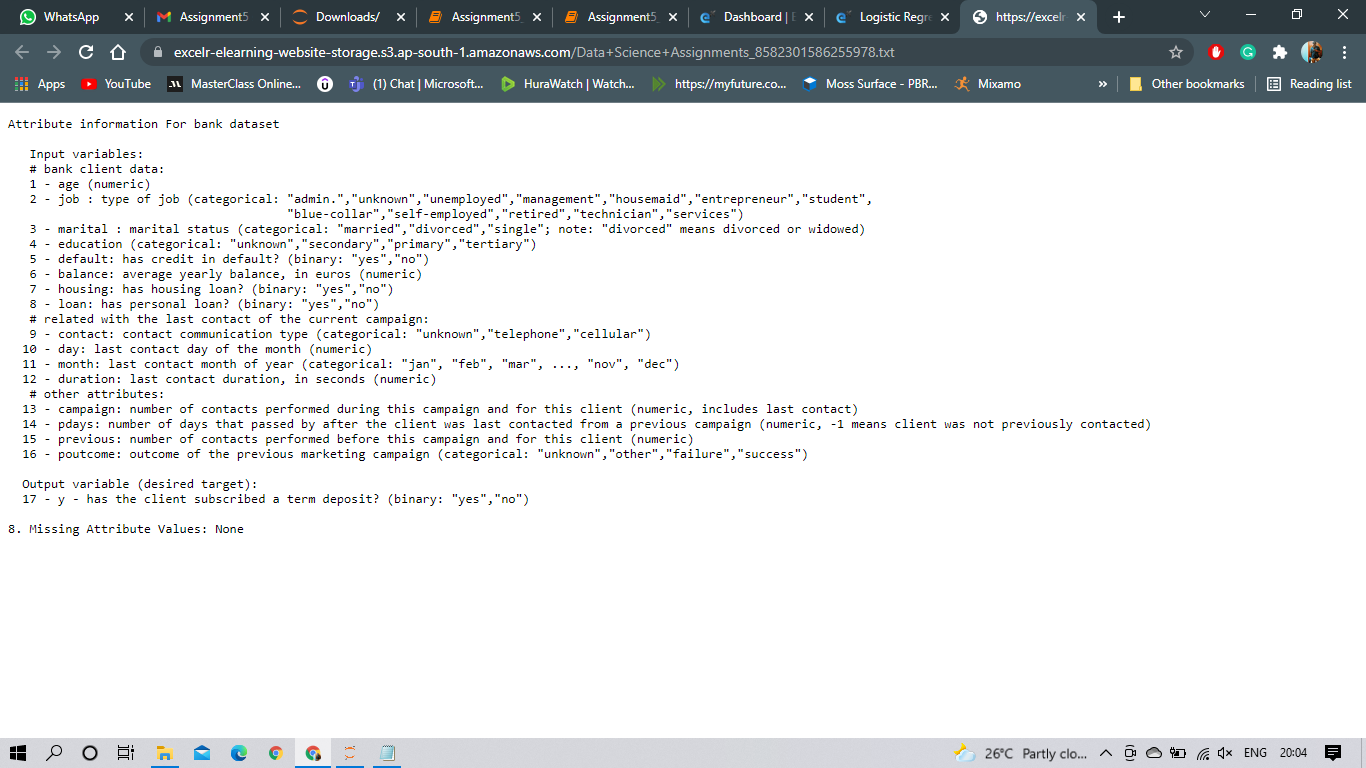 WhatsApp
Assignment5
Downloads/
Assignment5_
Assignment5_
Dashboard | E
Logistic Regre
https://excelr
excelr-elearning-website-storage.s3.ap-south-1.amazonaws.com/Data+Science+Assignments_8582301586255978.txt
Apps
YouTube
MasterClass Online...
(1) Chat | Microsoft...
HuraWatch | Watch...
https://myfuture.co...
Moss Surface - PBR...
Mixamo
»
Other bookmarks
Reading list
Attribute information For bank dataset
Input variables:
# bank client data:
1 - age (numeric)
2 - job : type of job (categorical: "admin.","unknown","unemployed","management","housemaid","entrepreneur","student",
"blue-collar","self-employed","retired","technician","services")
3 - marital : marital status (categorical: "married","divorced","single"; note: "divorced" means divorced or widowed)
4 - education (categorical: "unknown","secondary","primary","tertiary")
5 - default: has credit in default? (binary: "yes","no")
6 - balance: average yearly balance, in euros (numeric)
7 - housing: has housing loan? (binary: "yes","no")
8 - loan: has personal loan? (binary: "yes","no")
# related with the last contact of the current campaign:
9 - contact: contact communication type (categorical: "unknown","telephone","cellular")
10 - day: last contact day of the month (numeric)
11 - month: last contact month of year (categorical: "jan", "feb", "mar", ..., "nov", "dec")
12 - duration: last contact duration, in seconds (numeric)
# other attributes:
13 - campaign: number of contacts performed during this campaign and for this client (numeric, includes last contact)
14 - pdays: number of days that passed by after the client was last contacted from a previous campaign (numeric, -1 means client was not previously contacted)
15 - previous: number of contacts performed before this campaign and for this client (numeric)
16 - poutcome: outcome of the previous marketing campaign (categorical: "unknown","other","failure","success")
Output variable (desired target):
17 - y - has the client subscribed a term deposit? (binary: "yes","no")
8. Missing Attribute Values: None
26°C Partly clo...
ENG
20:04